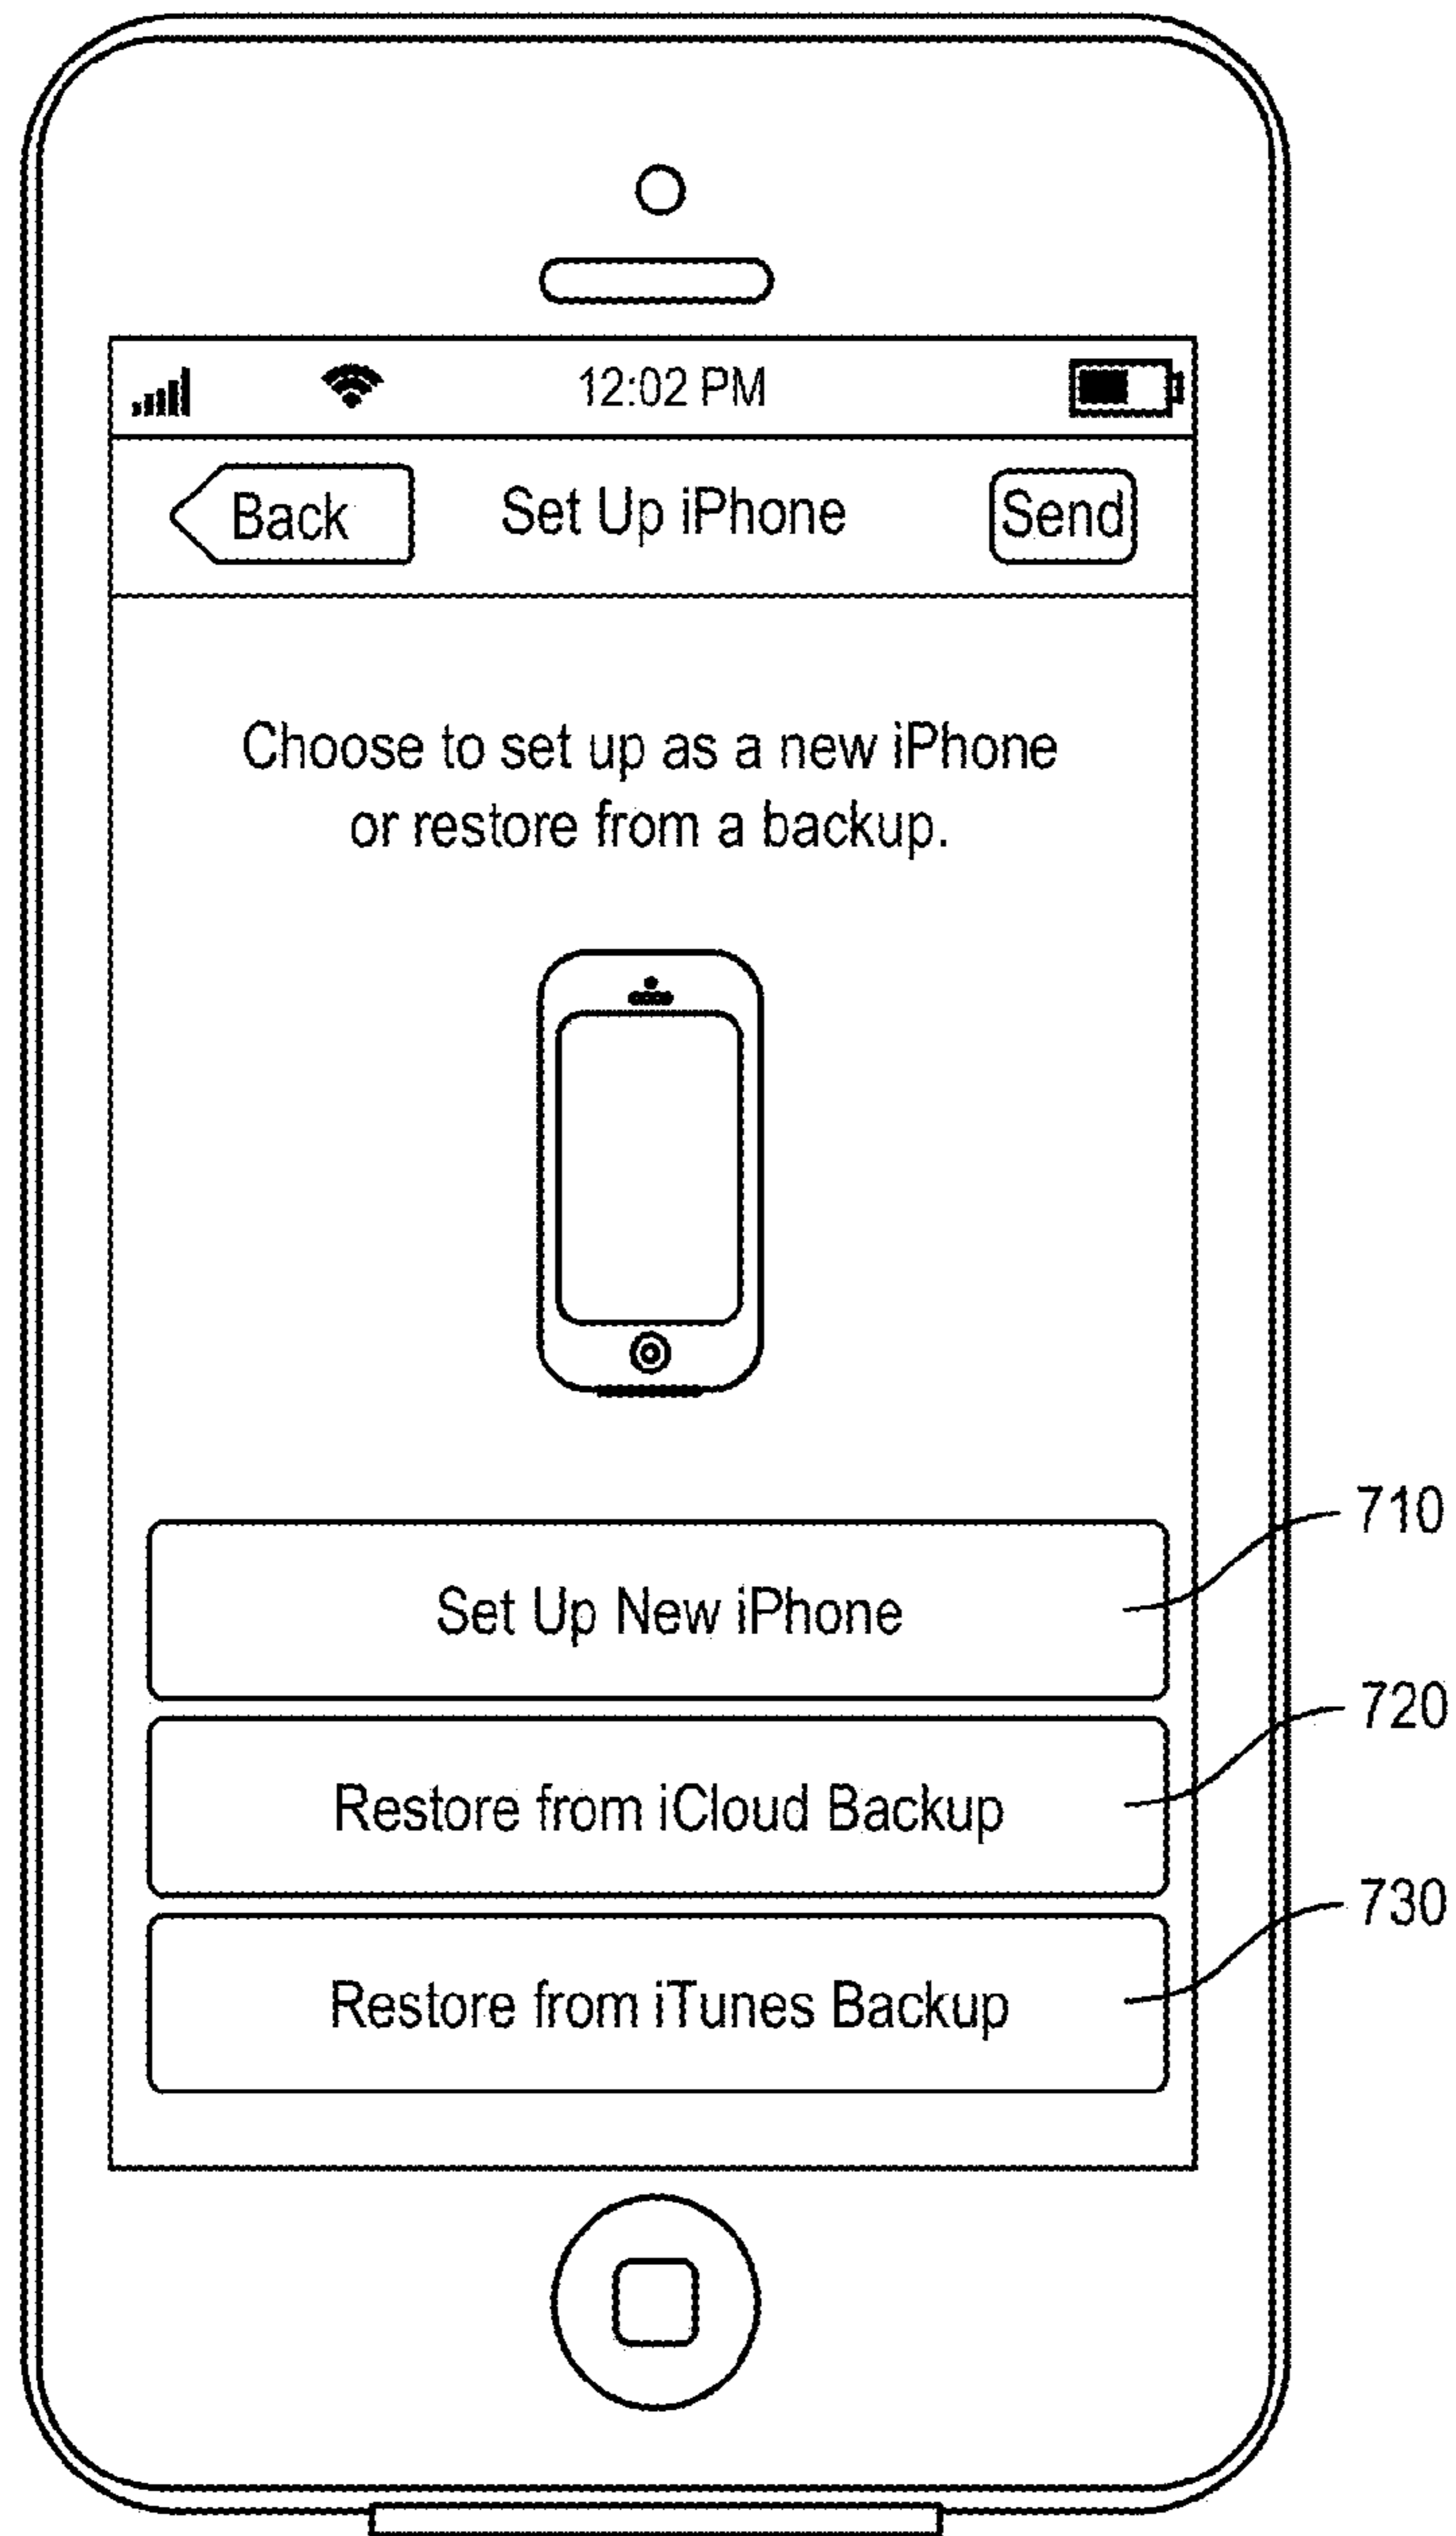 12:02 PM
Back Set Up iPhone Send
Choose to set up as a new iPhone
or restore from a backup.
710
Set Up New iPhone
720
Restore from iCloud Backup
730
Restore from iTunes Backup